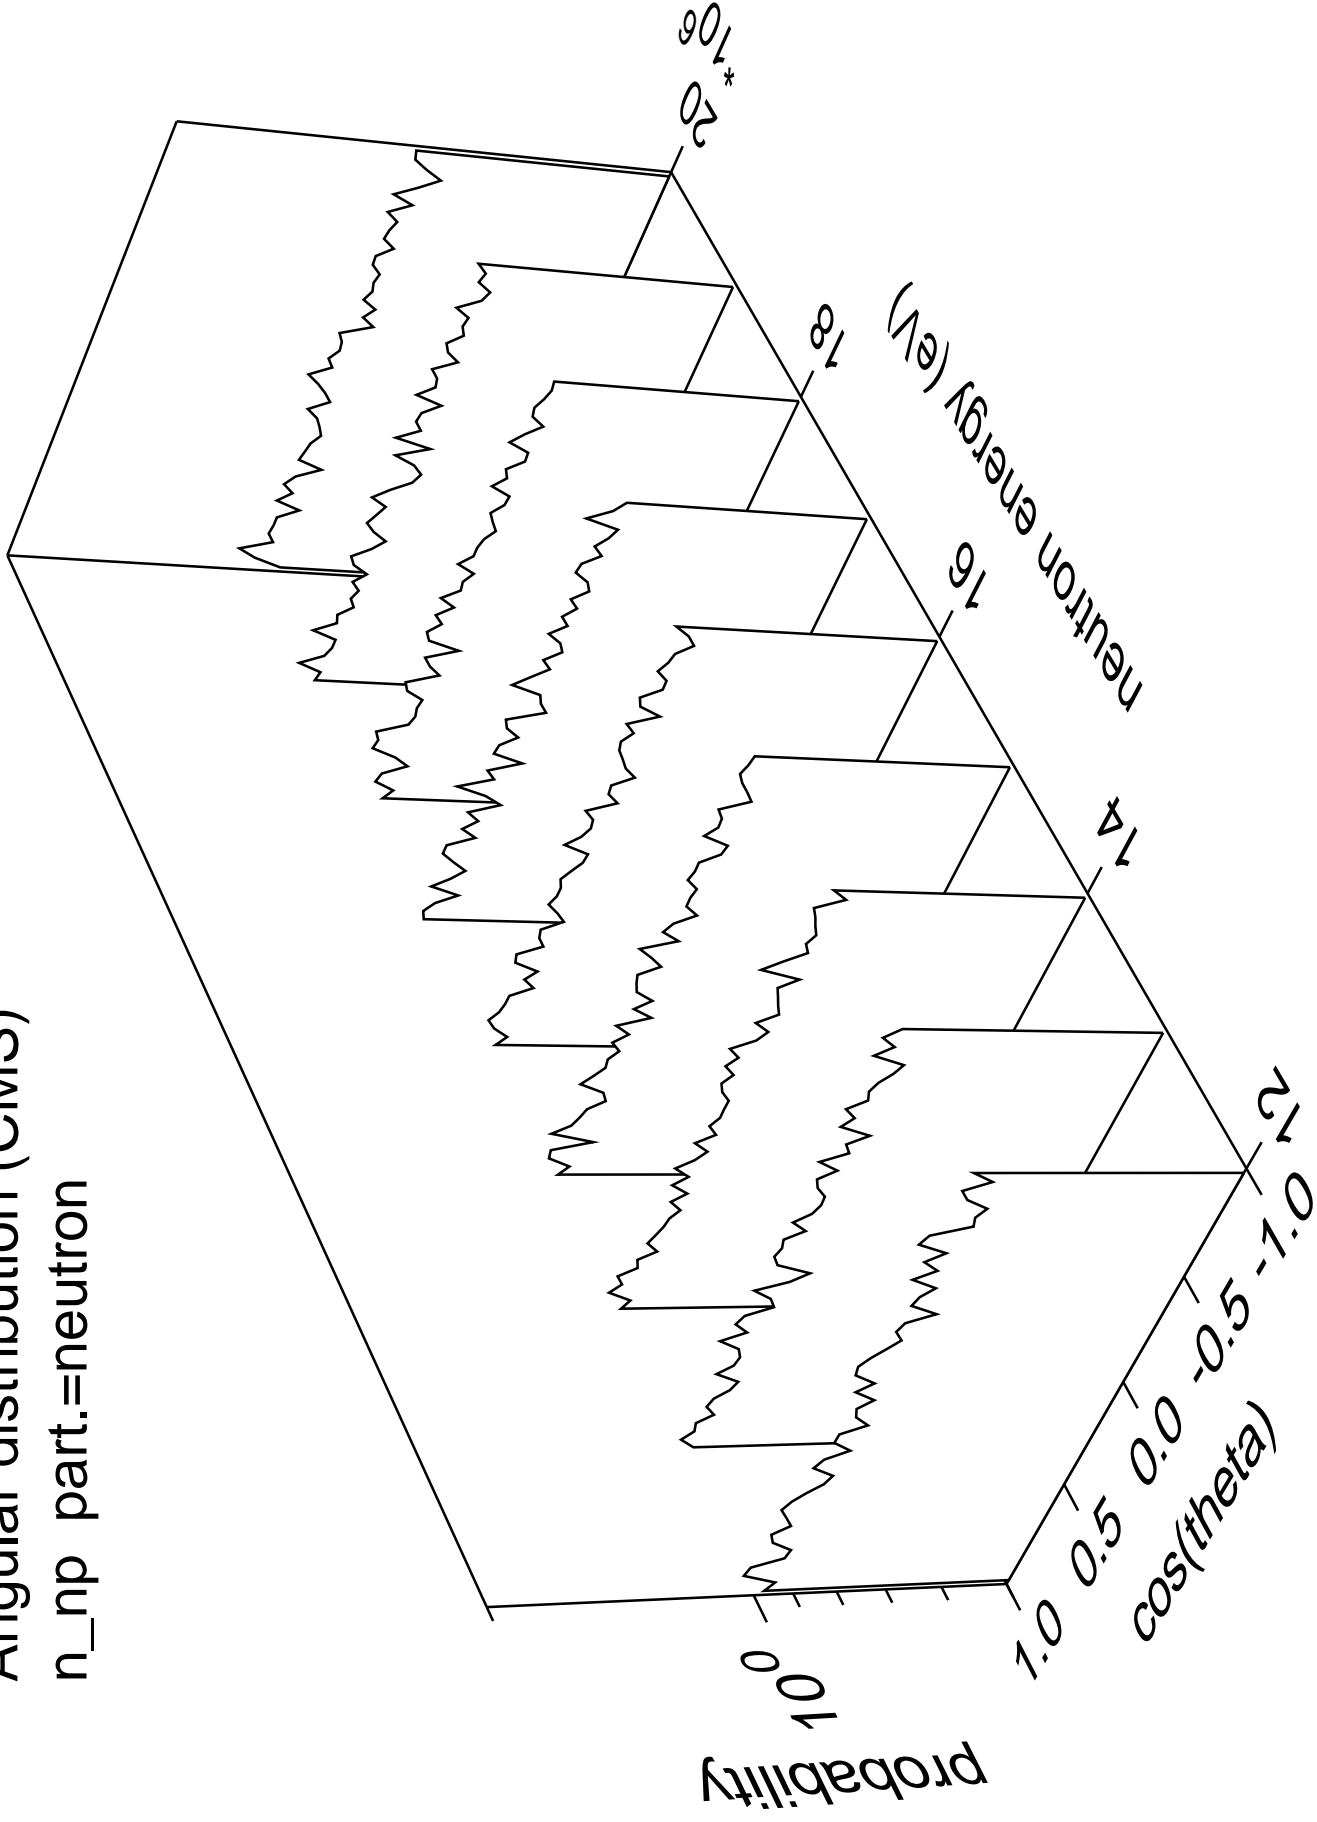 Angular distribution (CMS)
n_np part.=neutron
probability
10^0
1.0 0.5 0.0 -0.5 -1.0
cos(theta)
12 14 16 18 20 *10^6
neutron energy (eV)